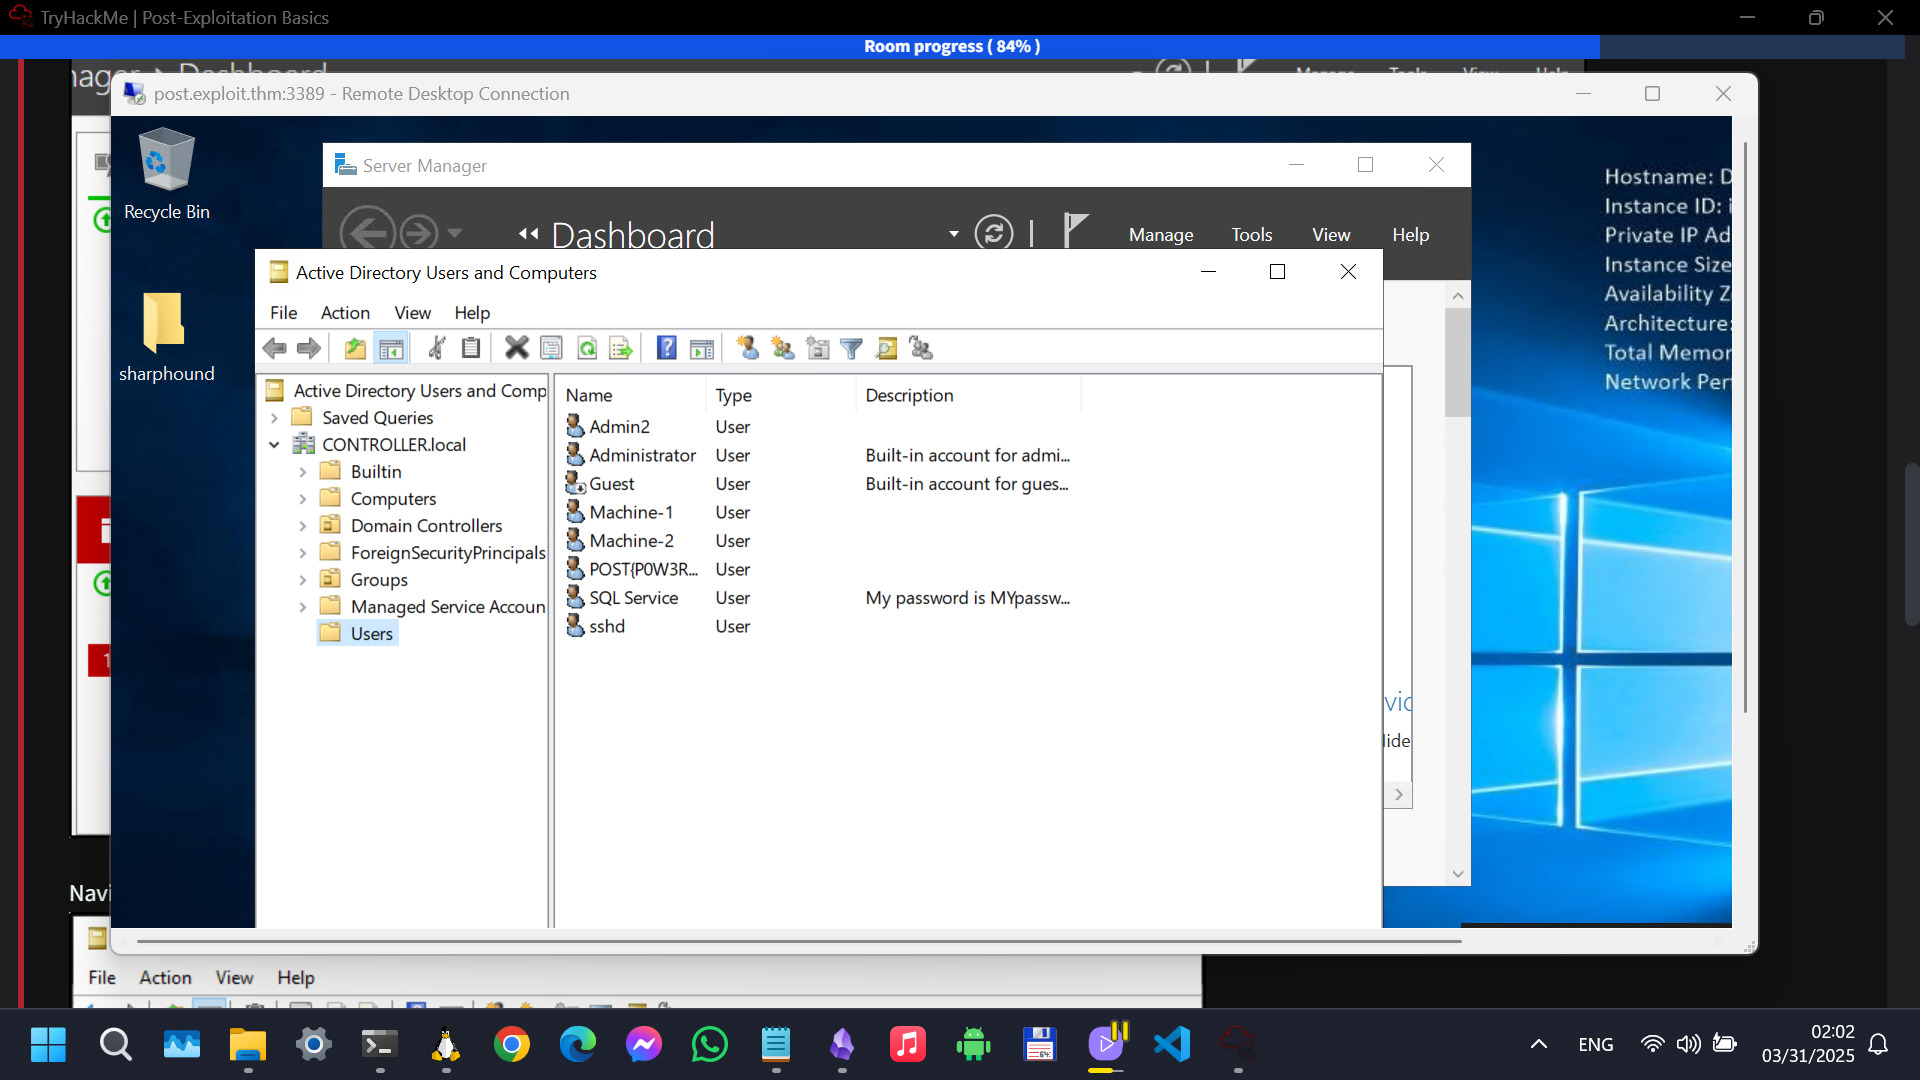 TryHackMe | Post-Exploitation Basics
Room progress ( 84% )
post.exploit.thm:3389 - Remote Desktop Connection
Recycle Bin
sharphound
Server Manager
Dashboard
Manage Tools View Help
Hostname:
Instance ID:
Private IP
Instance Size
Availability
Architecture:
Total
Network
Active Directory Users and Computers
File Action View Help
Active Directory Users and Comp
Saved Queries
CONTROLLER.local
Builtin
Computers
Domain Controllers
ForeignSecurityPrincipals
Groups
Managed Service Accoun
Users
Name Type Description
Admin2 User
Administrator User Built-in account for admi...
Guest User Built-in account for gues...
Machine-1 User
Machine-2 User
POST{P0W3R... User
SQL Service User My password is MYpassw...
sshd User
Navi
File Action View Help
ENG
02:02
03/31/2025